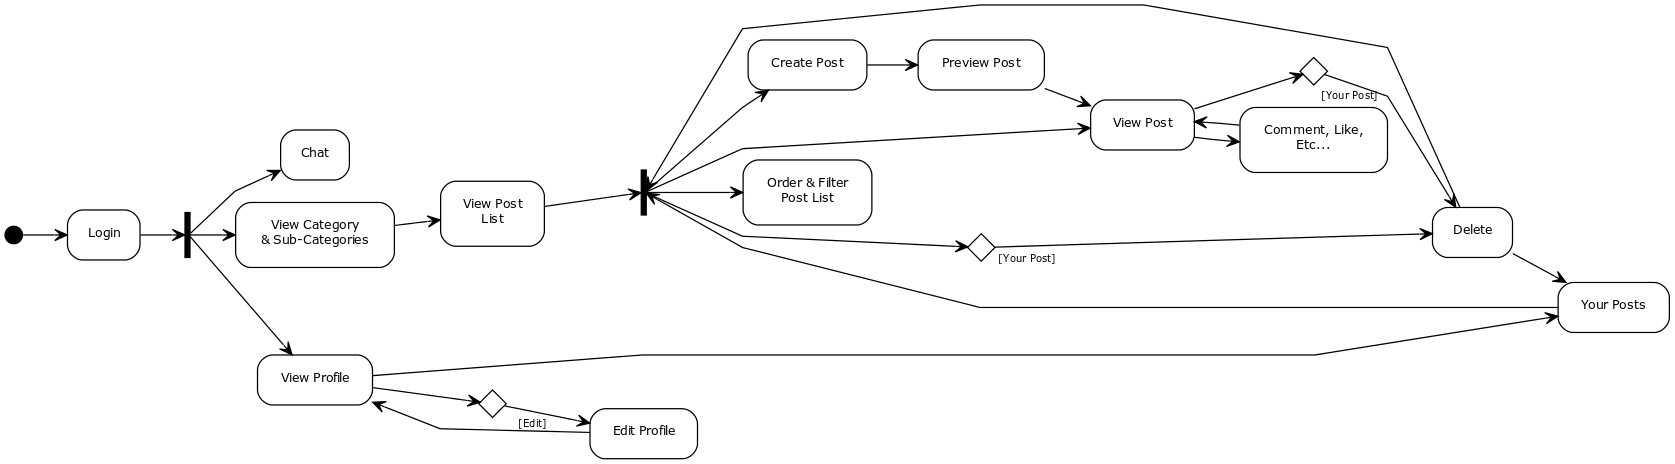 Create Post
Preview Post
[Your Post]
View Post
Comment, Like,
Etc...
Chat
Order & Filter
Post List
View Post
List
View Category
& Sub-Categories
Login
[Your Post]
Delete
Your Posts
View Profile
[Edit]
Edit Profile